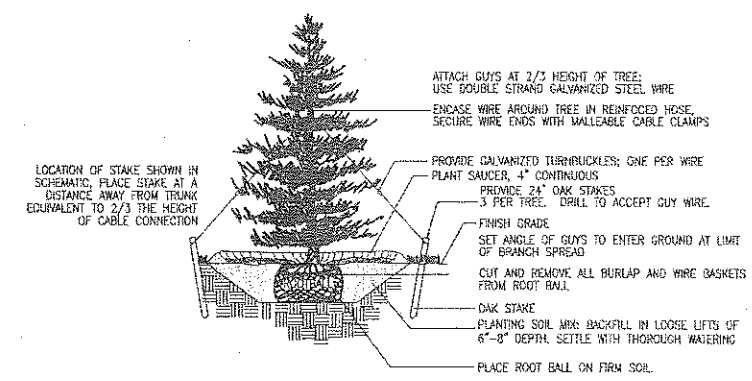 ATTACH GUYS AT 2/3 HEIGHT OF TREE;
USE DOUBLE STRAND GALVANIZED STEEL WIRE
ENCASE WIRE AROUND TREE IN REINFOCED HOSE,
SECURE WIRE ENDS WITH MALLEABLE CABLE CLAMPS
LOCATION OF STAKE SHOWN IN
SCHEMATIC, PLACE STAKE AT A
DISTANCE AWAY FROM TRUNK
EQUIVALENT TO 2/3 THE HEIGHT
OF CABLE CONNECTION
PROVIDE GALVANIZED TURNBUCKLES; ONE PER WIRE
PLANT SAUCER, 4" CONTINUOUS
PROVIDE 24" OAK STAKES
3 PER TREE. DRILL TO ACCEPT GUY WIRE.
FINISH GRADE
SET ANGLE OF GUYS TO ENTER GROUND AT LIMIT
OF BRANCH SPREAD
CUT AND REMOVE ALL BURLAP AND WIRE BASKETS
FROM ROOT BALL
ROOTBALL
OAK STAKE
PLANTING SOIL MIX: BACKFILL IN LOOSE LIFTS OF
6"-8" DEPTH. SETTLE WITH THOROUGH WATERING
PLACE ROOT BALL ON FIRM SOIL.